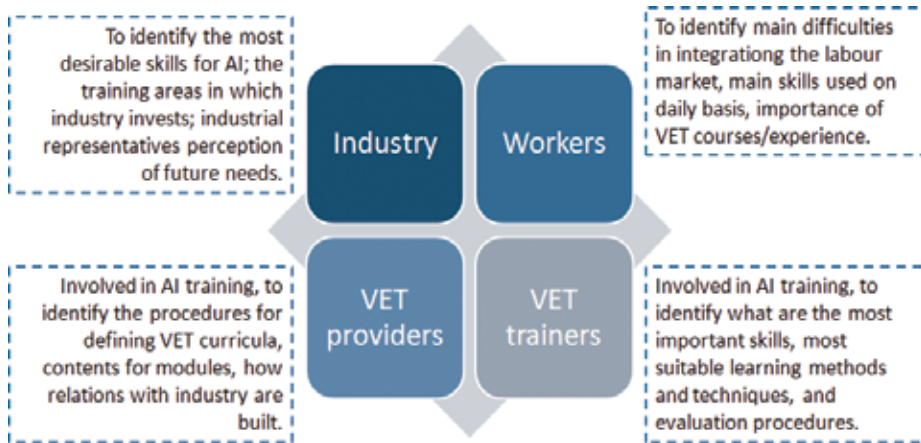 To identify the most
desirable skills for AI; the
training areas in which
industry invests; industrial
representatives perception
of future needs.
Industry
Workers
To identify main difficulties
in integrationg the labour
market, main skills used on
daily basis, importance of
VET courses/experience.
Involved in AI training, to
identify the procedures for
defining VET curricula,
contents for modules, how
relations with industry are
built.
VET
providers
VET
trainers
Involved in AI training, to
identify what are the most
important skills, most
suitable learning methods
and techniques, and
evaluation procedures.